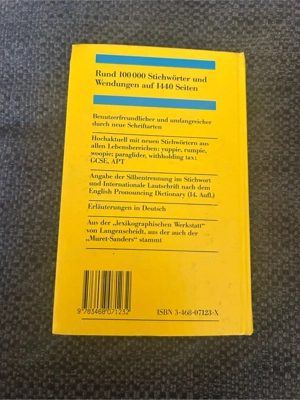 Rund 100 000 Stichwörter und
Wendungen auf 1440 Seiten
Benutzerfreundlicher und umfangreicher
durch neue Schriftarten
Hochaktuell mit neuen Stichwörtern aus
allen Lebensbereichen: yuppie, rumpie,
woopie; paraglider, withholding tax;
GCSE, APT
Angabe der Silbentrennung im Stichwort
und Internationale Lautschrift nach dem
English Pronouncing Dictionary (14. Aufl.)
Erläuterungen in Deutsch
Aus der „lexikographischen Werkstatt“
von Langenscheidt, aus der auch der
„Muret-Sanders“ stammt
9 783468 071232
ISBN 3-468-07123-X